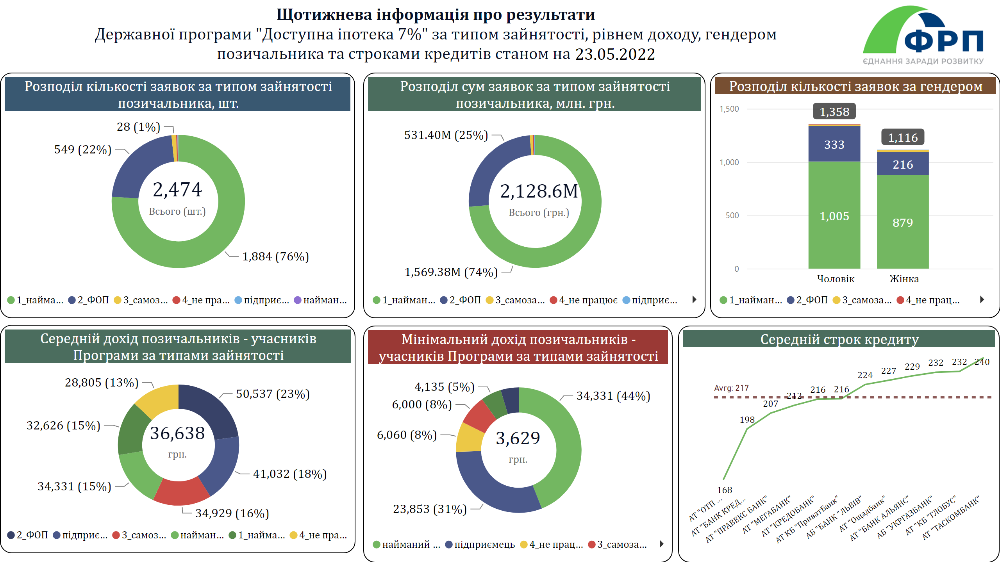 Щотижнева інформація про результати
Державної програми "Доступна іпотека 7%" за типом зайнятості, рівнем доходу, гендером
позичальника та строками кредитів станом на 23.05.2022
ФРП
ЄДНАННЯ ЗАРАДИ РОЗВИТКУ
Розподіл кількості заявок за типом зайнятості
позичальника, шт.
28 (1%)
549 (22%)
2,474
Всього (шт.)
1,884 (76%)
1_найма... 2_ФОП 3_самоз... 4_не пра... підприє... найман...
Розподіл сум заявок за типом зайнятості
позичальника, млн. грн.
531.40M (25%)
2,128.6M
Всього (грн.)
1,569.38M (74%)
1_найман... 2_ФОП 3_самоза... 4_не працює підприє...
Розподіл кількості заявок за гендером
1,500
1,358
1,116
333
1,000
216
500
1,005
879
0
Чоловік Жінка
1_найман... 2_ФОП 3_самоза... 4_не прац...
Середній дохід позичальників - учасників
Програми за типами зайнятості
28,805 (13%)
50,537 (23%)
32,626 (15%)
36,638
грн.
41,032 (18%)
34,331 (15%)
34,929 (16%)
2_ФОП підприє... 3_самоз... найман... 1_найма... 4_не пра...
Мінімальний дохід позичальників -
учасників Програми за типами зайнятості
4,135 (5%)
34,331 (44%)
6,000 (8%)
6,060 (8%)
3,629
грн.
23,853 (31%)
найманий ... підприємець 4_не прац... 3_самоза...
Середній строк кредиту
Avrg: 217
168
198
207
212
216
216
224
227
229
232
232
240
АТ "ОТП ...
АТ "БАНК КРЕД...
АТ "ПРАВЕКС БАНК"
АТ "МЕГАБАНК"
АТ "КРЕДОБАНК"
АТ КБ "ПриватБанк"
АБ "БАНК "ЛЬВІВ"
АТ "Ощадбанк"
АТ "БАНК АЛЬЯНС"
АБ "УКРГАЗБАНК"
АТ "КБ "ГЛОБУС"
АТ "ТАСКОМБАНК"